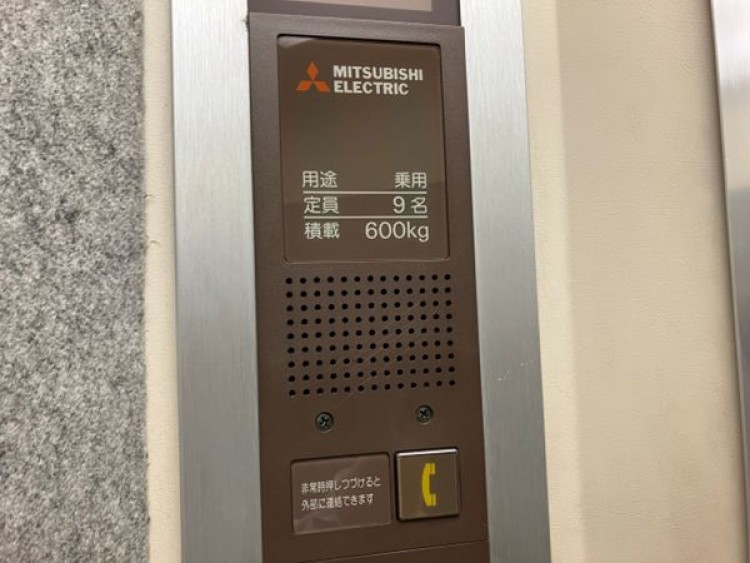 MITSUBISHI
ELECTRIC
用途 乗用
定員 9名
積載 600kg
非常時押しつづけると
外部に連絡できます